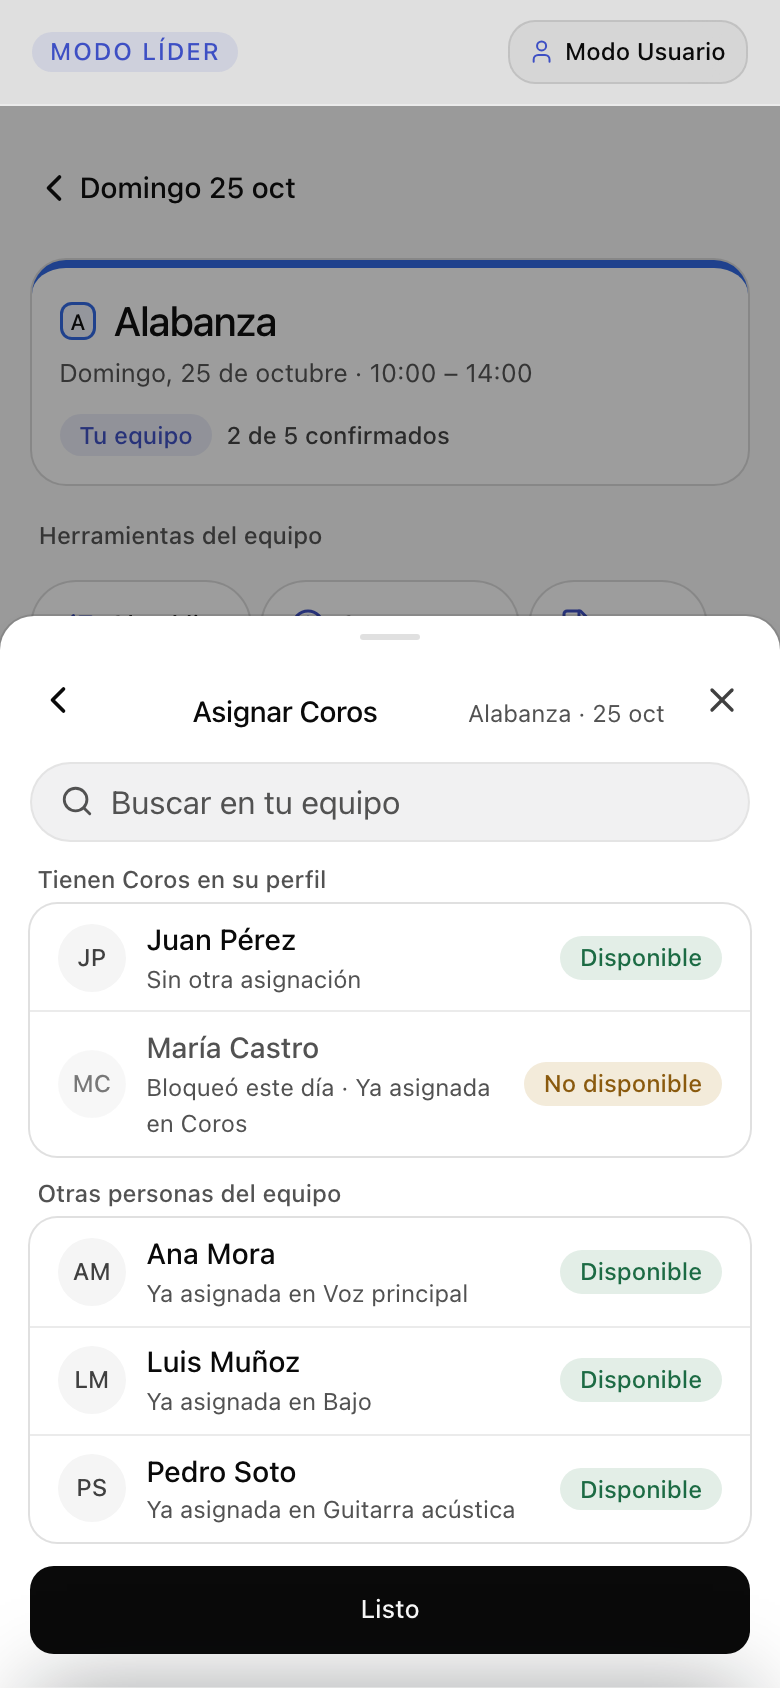 MODO LÍDER
Modo Usuario
Domingo 25 oct
A Alabanza
Domingo, 25 de octubre · 10:00 – 14:00
Tu equipo 2 de 5 confirmados
Herramientas del equipo
Asignar Coros
Alabanza · 25 oct
Buscar en tu equipo
Tienen Coros en su perfil
JP
Juan Pérez
Sin otra asignación
Disponible
MC
María Castro
Bloqueó este día · Ya asignada
en Coros
No disponible
Otras personas del equipo
AM
Ana Mora
Ya asignada en Voz principal
Disponible
LM
Luis Muñoz
Ya asignada en Bajo
Disponible
PS
Pedro Soto
Ya asignada en Guitarra acústica
Disponible
Listo